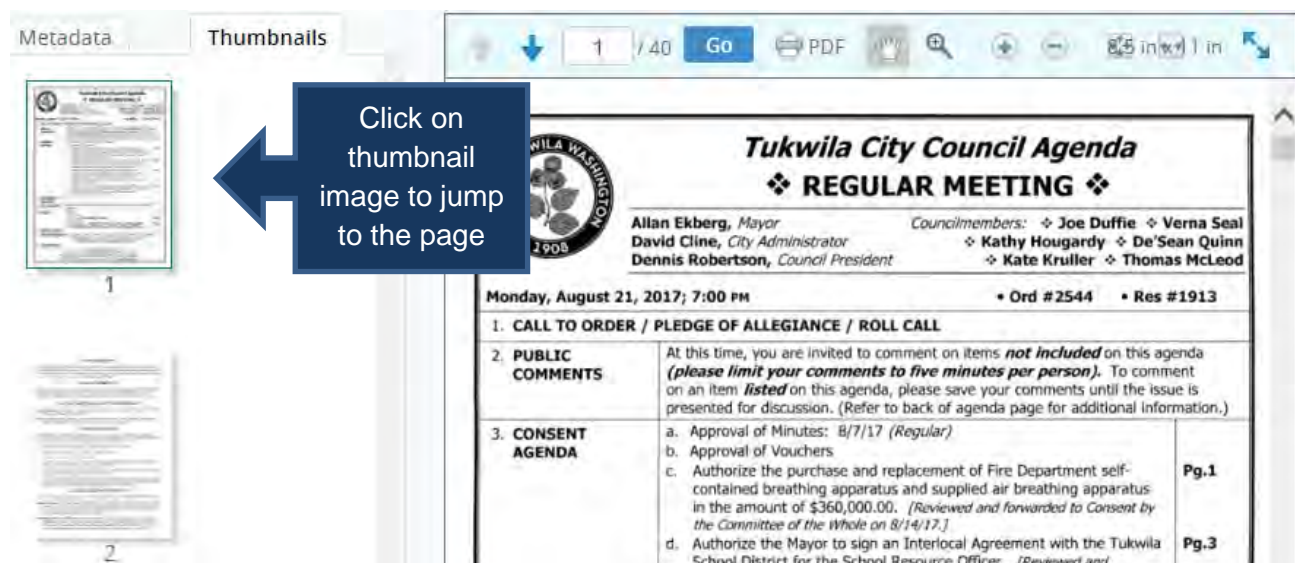 Metadata
Thumbnails
1
2
Click on
thumbnail
image to jump
to the page
1 / 40 Go PDF 8.5 in x 11 in
WILA WASHINGTON
1908
Tukwila City Council Agenda
❖ REGULAR MEETING ❖
Allan Ekberg, Mayor
David Cline, City Administrator
Dennis Robertson, Council President
Councilmembers: ❖ Joe Duffie ❖ Verna Seal
❖ Kathy Hougardy ❖ De'Sean Quinn
❖ Kate Kruller ❖ Thomas McLeod
Monday, August 21, 2017; 7:00 PM • Ord #2544 • Res #1913
1. CALL TO ORDER / PLEDGE OF ALLEGIANCE / ROLL CALL
2. PUBLIC
COMMENTS
At this time, you are invited to comment on items not included on this agenda
(please limit your comments to five minutes per person). To comment
on an item listed on this agenda, please save your comments until the issue is
presented for discussion. (Refer to back of agenda page for additional information.)
3. CONSENT
AGENDA
a. Approval of Minutes: 8/7/17 (Regular)
b. Approval of Vouchers
c. Authorize the purchase and replacement of Fire Department self-
contained breathing apparatus and supplied air breathing apparatus
in the amount of $360,000.00. [Reviewed and forwarded to Consent by
the Committee of the Whole on 8/14/17.]
Pg.1
d. Authorize the Mayor to sign an Interlocal Agreement with the Tukwila
School District for the School Resource Officer. [Reviewed and
Pg.3